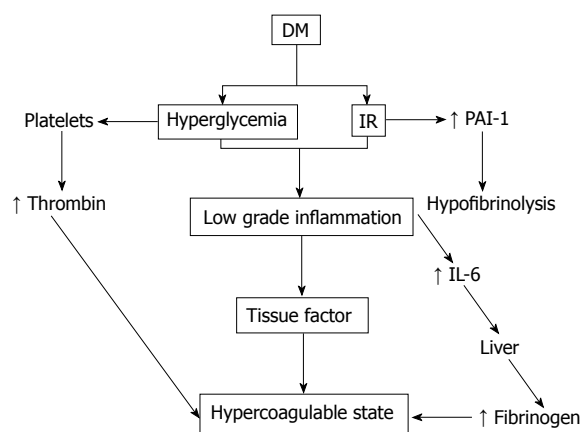 DM
Platelets
Hyperglycemia
IR
↑ PAI-1
↑ Thrombin
Low grade inflammation
Hypofibrinolysis
↑ IL-6
Tissue factor
Liver
Hypercoagulable state
↑ Fibrinogen